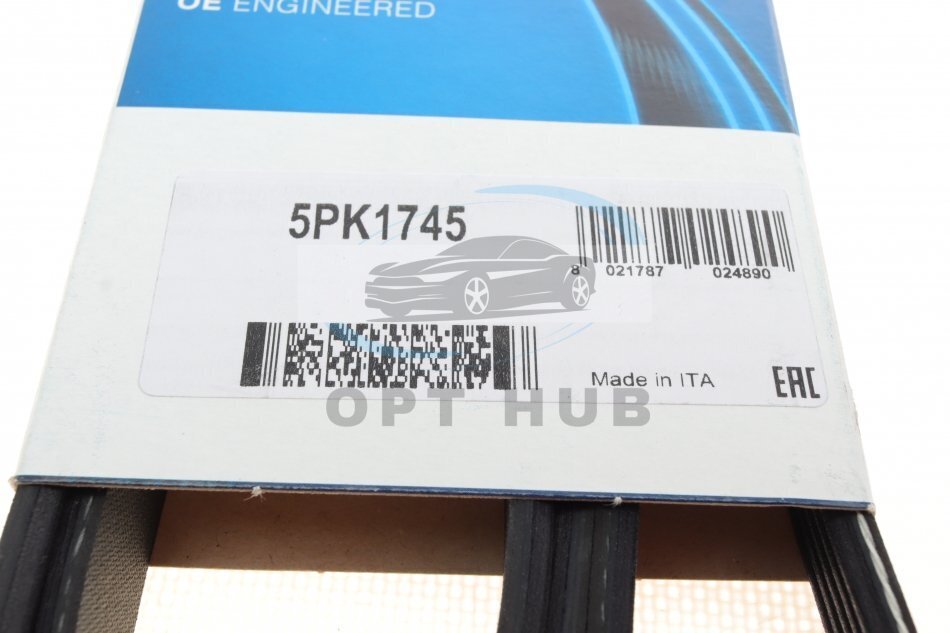 OE ENGINEERED
5PK1745
8 021787 024890
Made in ITA
EAC
OPT HUB